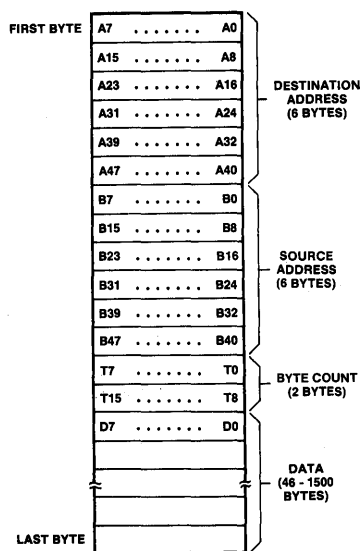 FIRST BYTE
A7 ....... A0
A15 ....... A8
A23 ....... A16
A31 ....... A24
A39 ....... A32
A47 ....... A40
DESTINATION
ADDRESS
(6 BYTES)
B7 ....... B0
B15 ....... B8
B23 ....... B16
B31 ....... B24
B39 ....... B32
B47 ....... B40
SOURCE
ADDRESS
(6 BYTES)
T7 ....... T0
T15 ....... T8
BYTE COUNT
(2 BYTES)
D7 ....... D0
DATA
(46 - 1500
BYTES)
LAST BYTE